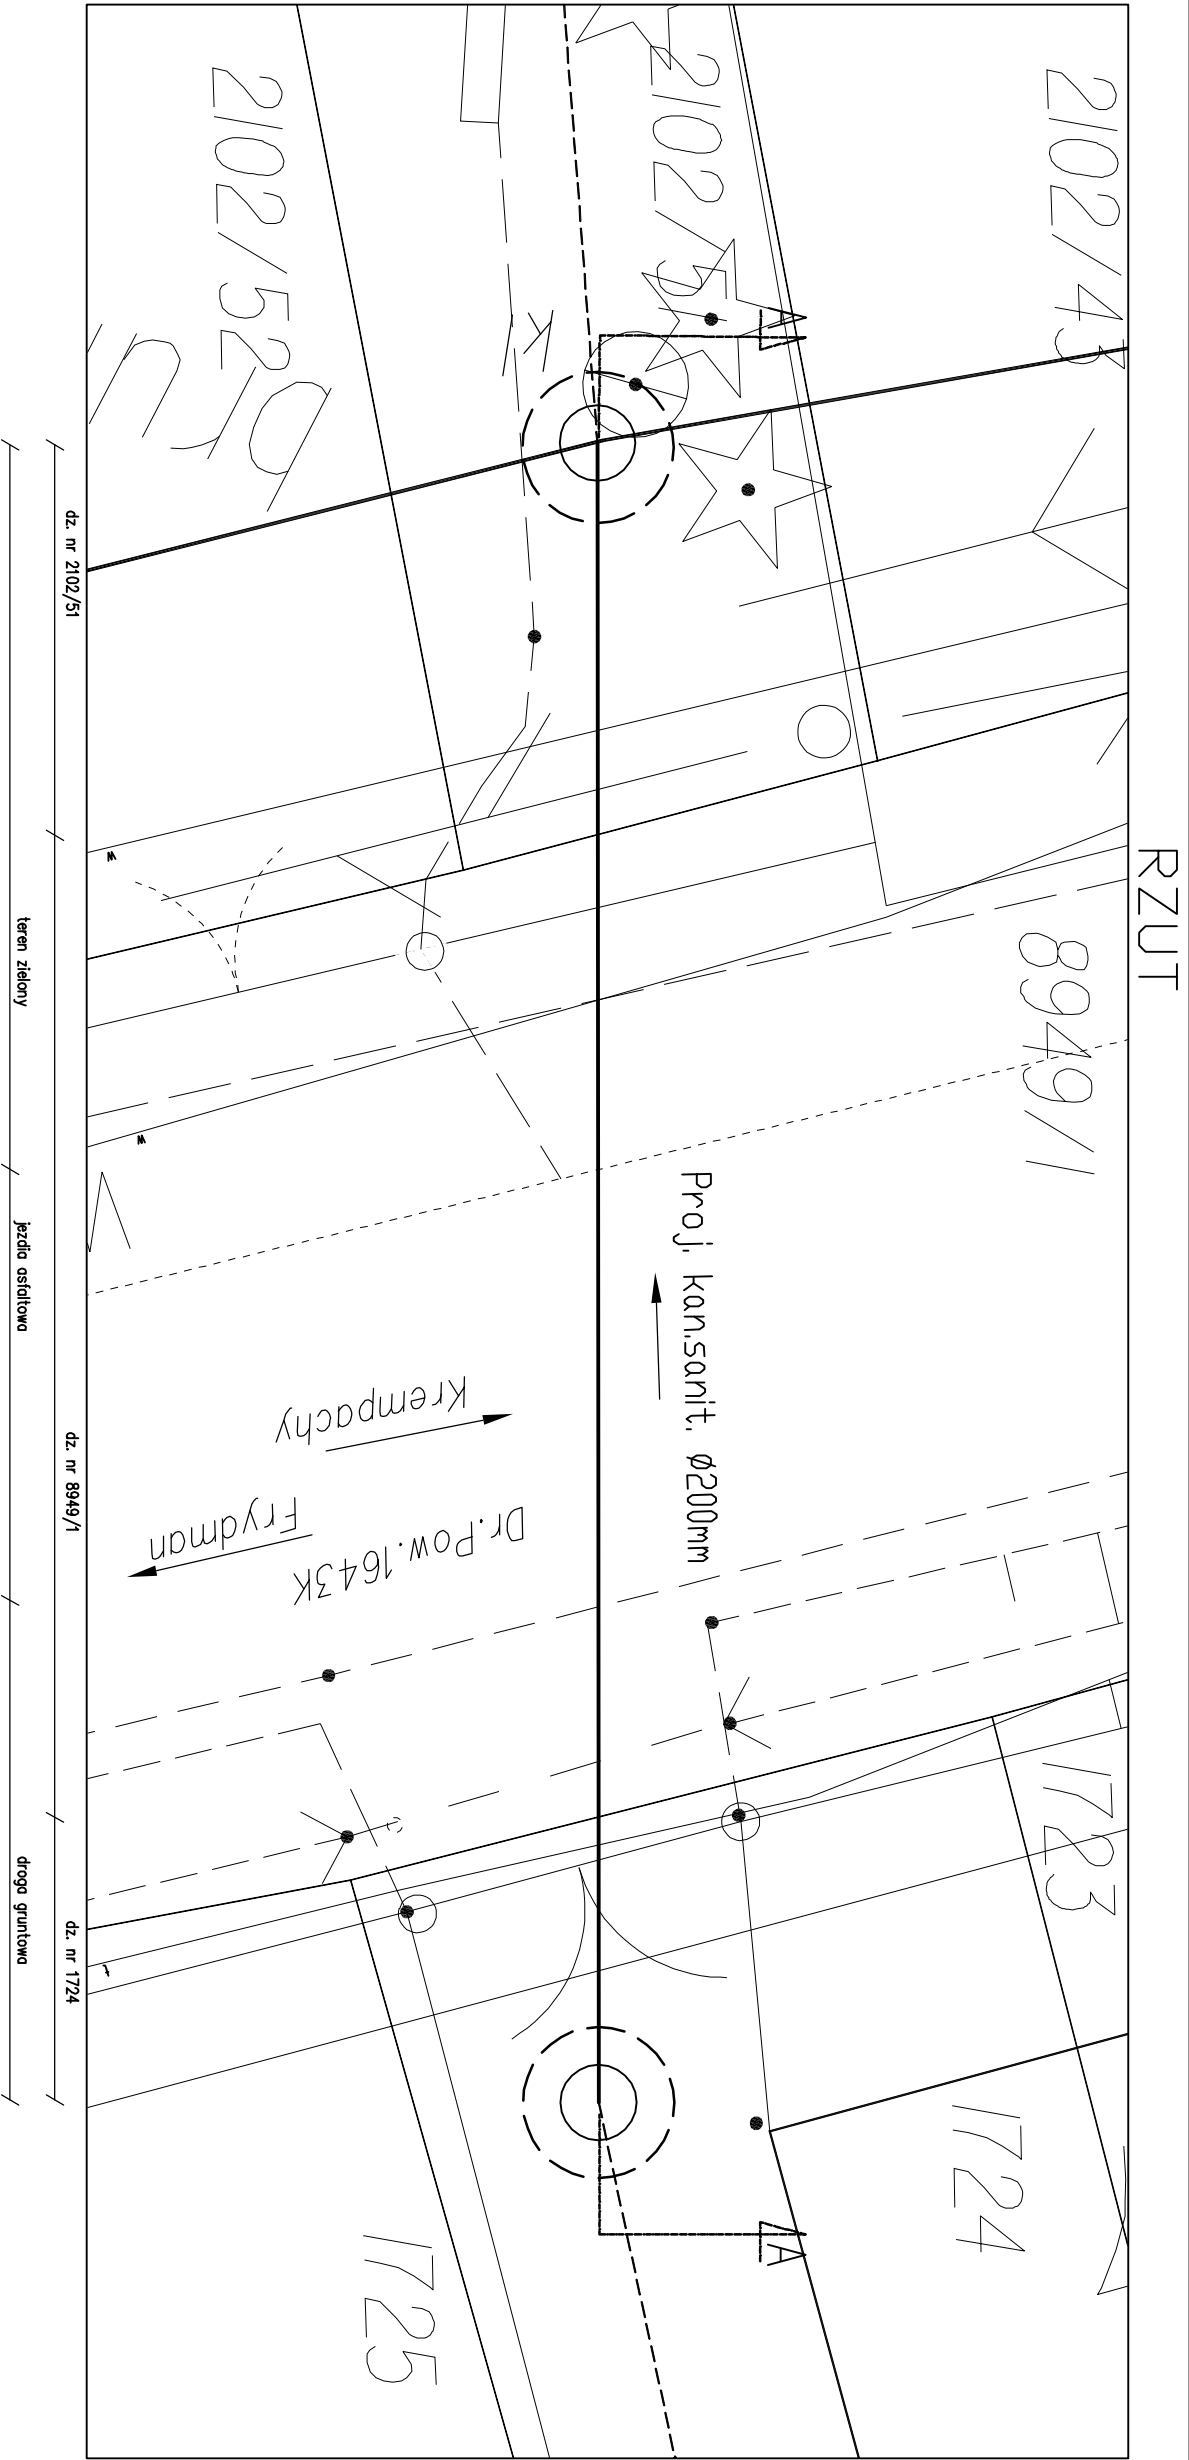 RZUT
2102/43
2102/5
2102/52
8949/1
1723
1724
1725
A
A
K
Proj. kan.sanit. ø200mm
Krempachy
Frydman
Dr.Pow.1643K
w
w
t
dz. nr 2102/51
dz. nr 8949/1
dz. nr 1724
teren zielony
jezdia asfaltowa
droga gruntowa